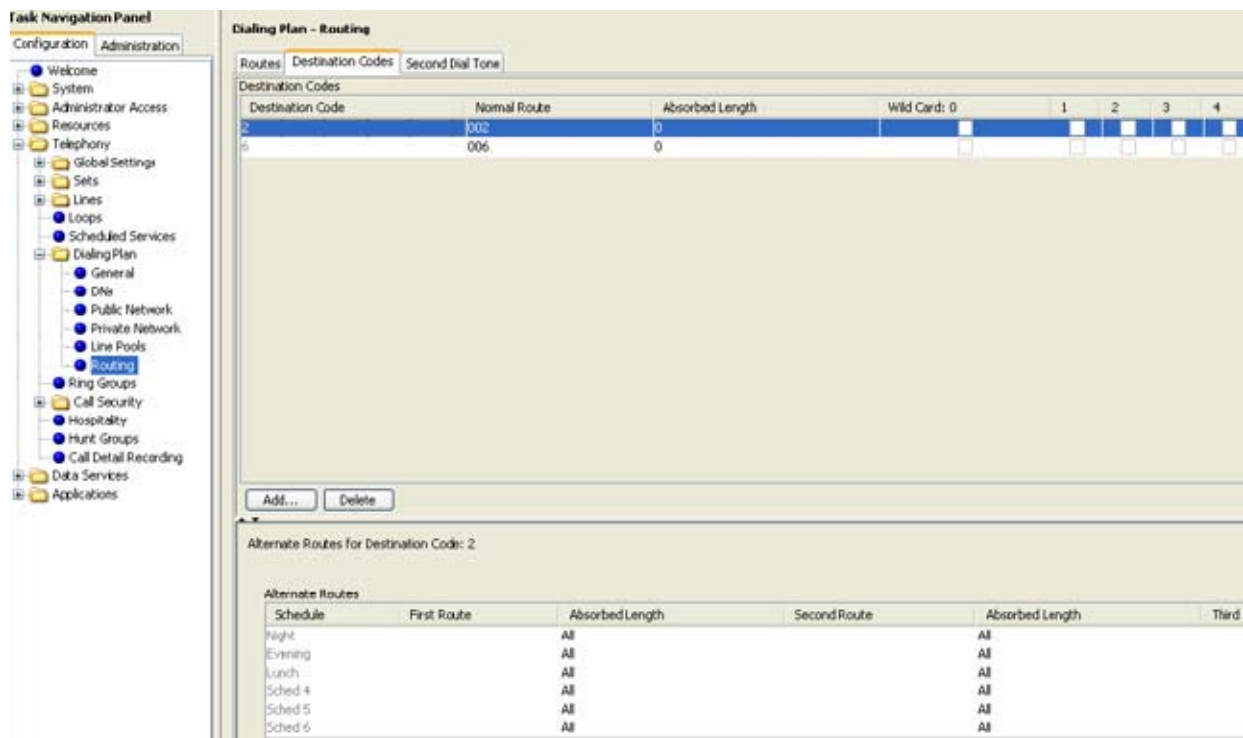 Task Navigation Panel
Configuration Administration
Welcome
System
Administrator Access
Resources
Telephony
Global Settings
Sets
Lines
Loops
Scheduled Services
Dialing Plan
General
DNs
Public Network
Private Network
Line Pools
Routing
Ring Groups
Call Security
Hospitality
Hunt Groups
Call Detail Recording
Data Services
Applications
Dialing Plan - Routing
Routes Destination Codes Second Dial Tone
Destination Codes
Destination Code Normal Route Absorbed Length Wild Card: 0 1 2 3 4
2 002 0
6 006 0
Add... Delete
Alternate Routes for Destination Code: 2
Alternate Routes
Schedule First Route Absorbed Length Second Route Absorbed Length Third
Night All All
Evening All All
Lunch All All
Sched 4 All All
Sched 5 All All
Sched 6 All All